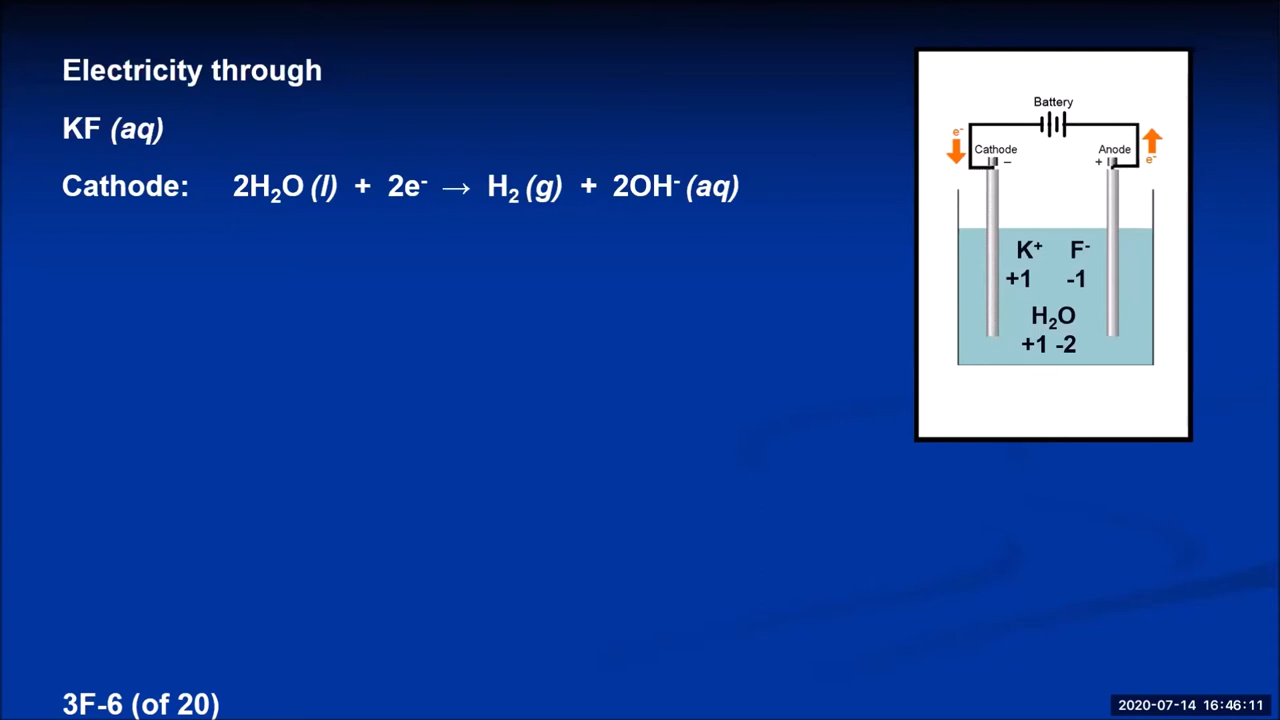 Electricity through
KF (aq)
Cathode: 2H₂O (l) + 2e⁻ → H₂ (g) + 2OH⁻ (aq)
Battery
e⁻
Cathode
−
Anode
+
e⁻
K⁺ F⁻
+1 -1
H₂O
+1 -2
3F-6 (of 20)
2020-07-14 16:46:11